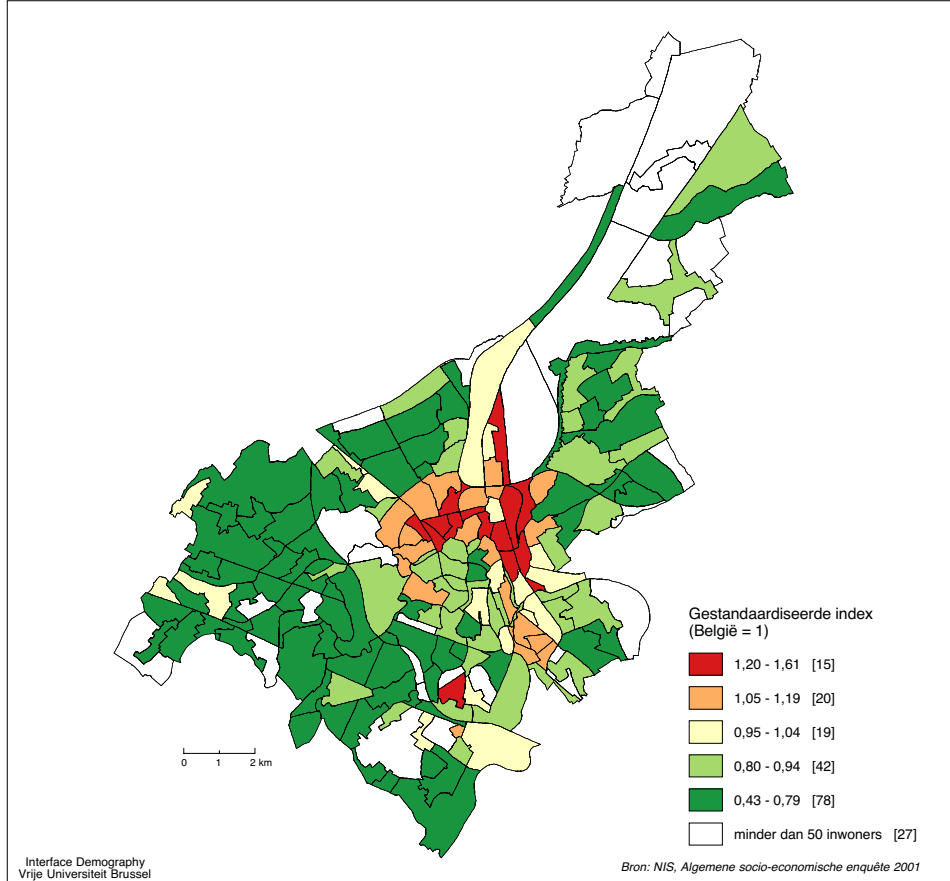 Gestandaardiseerde index
(België = 1)
1,20 - 1,61 [15]
1,05 - 1,19 [20]
0,95 - 1,04 [19]
0,80 - 0,94 [42]
0,43 - 0,79 [78]
minder dan 50 inwoners [27]
0 1 2 km
Interface Demography
Vrije Universiteit Brussel
Bron: NIS, Algemene socio-economische enquête 2001